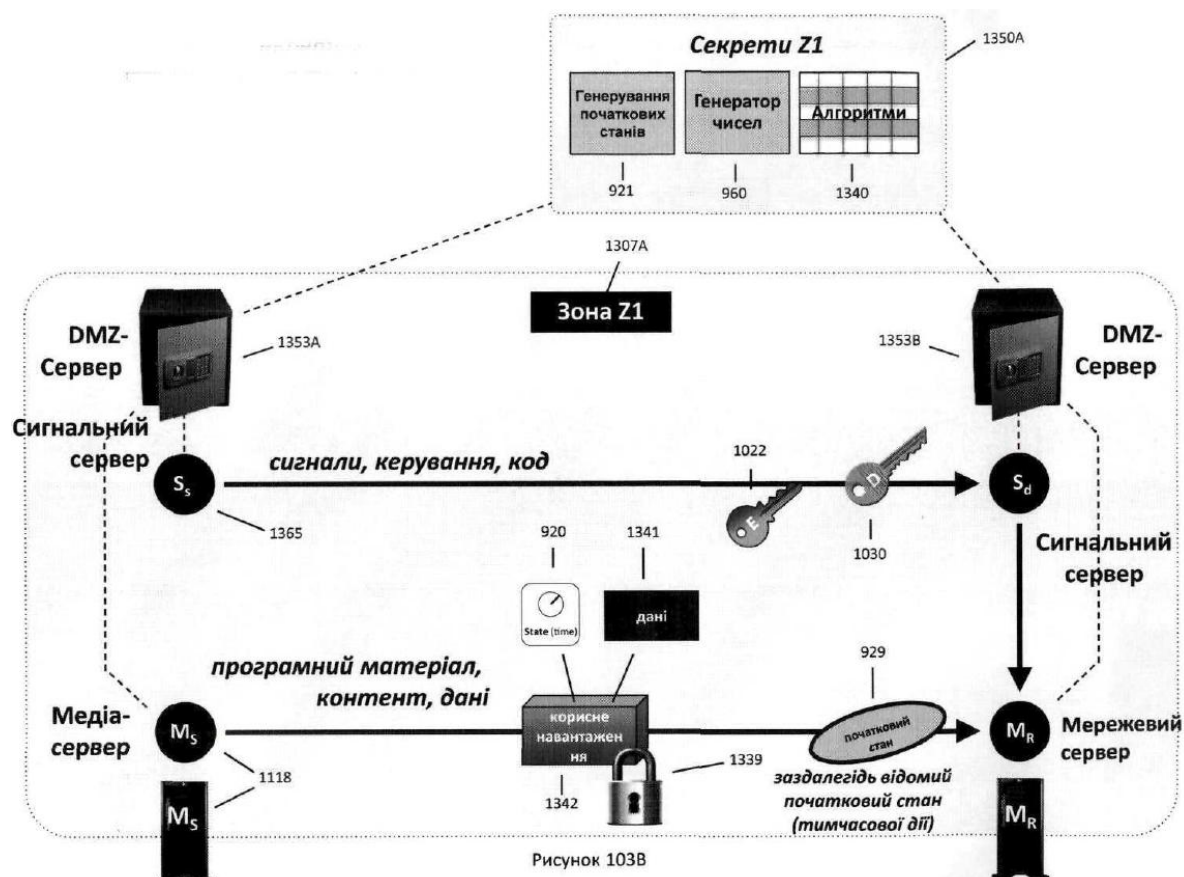 Секрети Z1
1350A
Генерування
початкових
станів
Генератор
чисел
Алгоритми
921
960
1340
1307A
Зона Z1
DMZ-
Сервер
1353A
1353B
DMZ-
Сервер
Сигнальний
сервер
сигнали, керування, код
1022
E
D
Ss
Sd
1365
920
1341
1030
Сигнальний
сервер
State (time)
дані
програмний матеріал,
контент, дані
929
Медіа-
сервер
MS
корисне
навантажен
ня
початковий
стан
MR
Мережевий
сервер
1118
1342
1339
заздалегідь відомий
початковий стан
(тимчасової дії)
MS
MR
Рисунок 103B